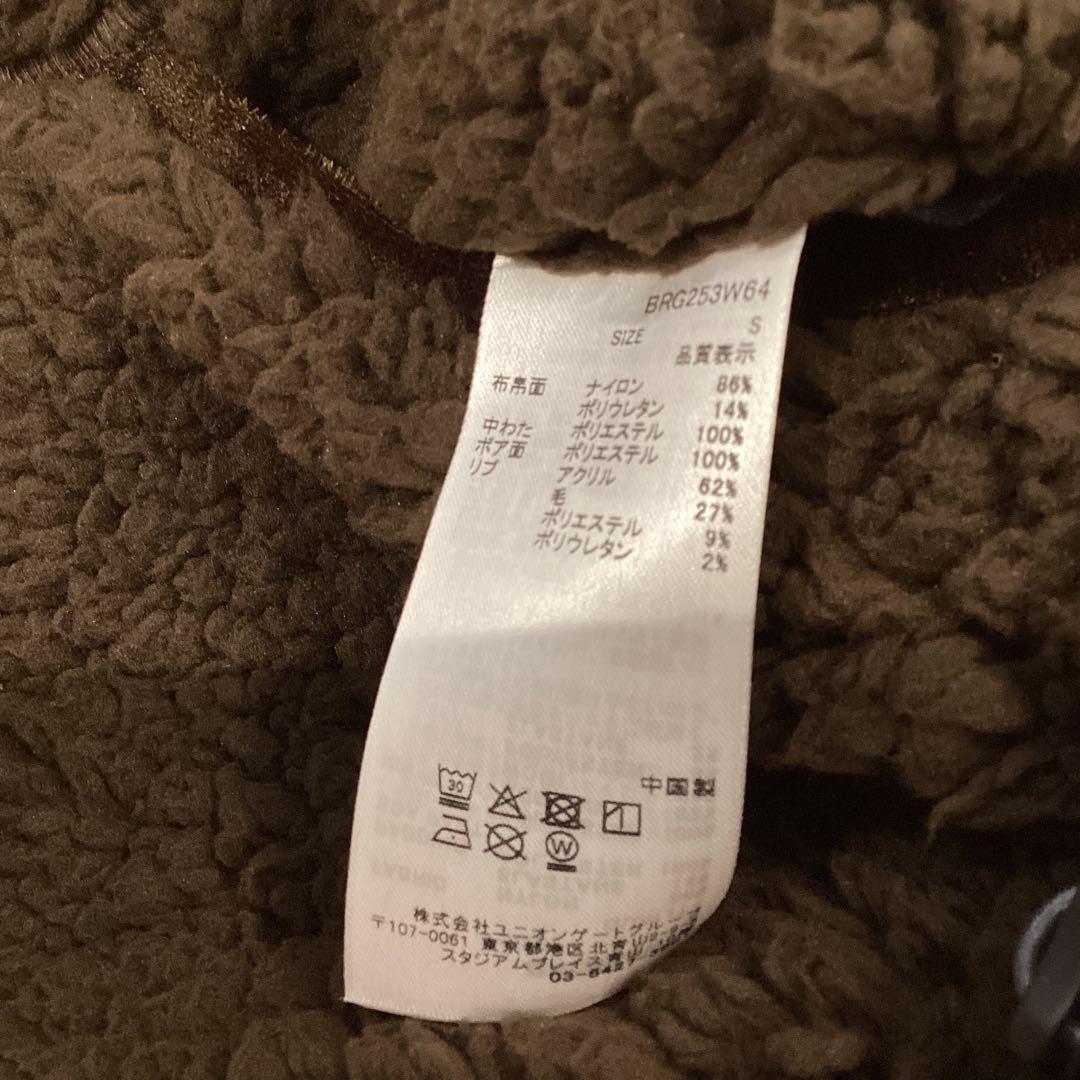 BRG253W64
SIZE S
品質表示
布帛面 ナイロン 86%
ポリウレタン 14%
中わた ポリエステル 100%
ボア面 ポリエステル 100%
リブ アクリル 62%
毛 27%
ポリエステル 9%
ポリウレタン 2%
中国製
30
W
株式会社ユニオンゲートグルー
〒107-0061 東京都港区北青山
スタジアムプレイス青
03-642